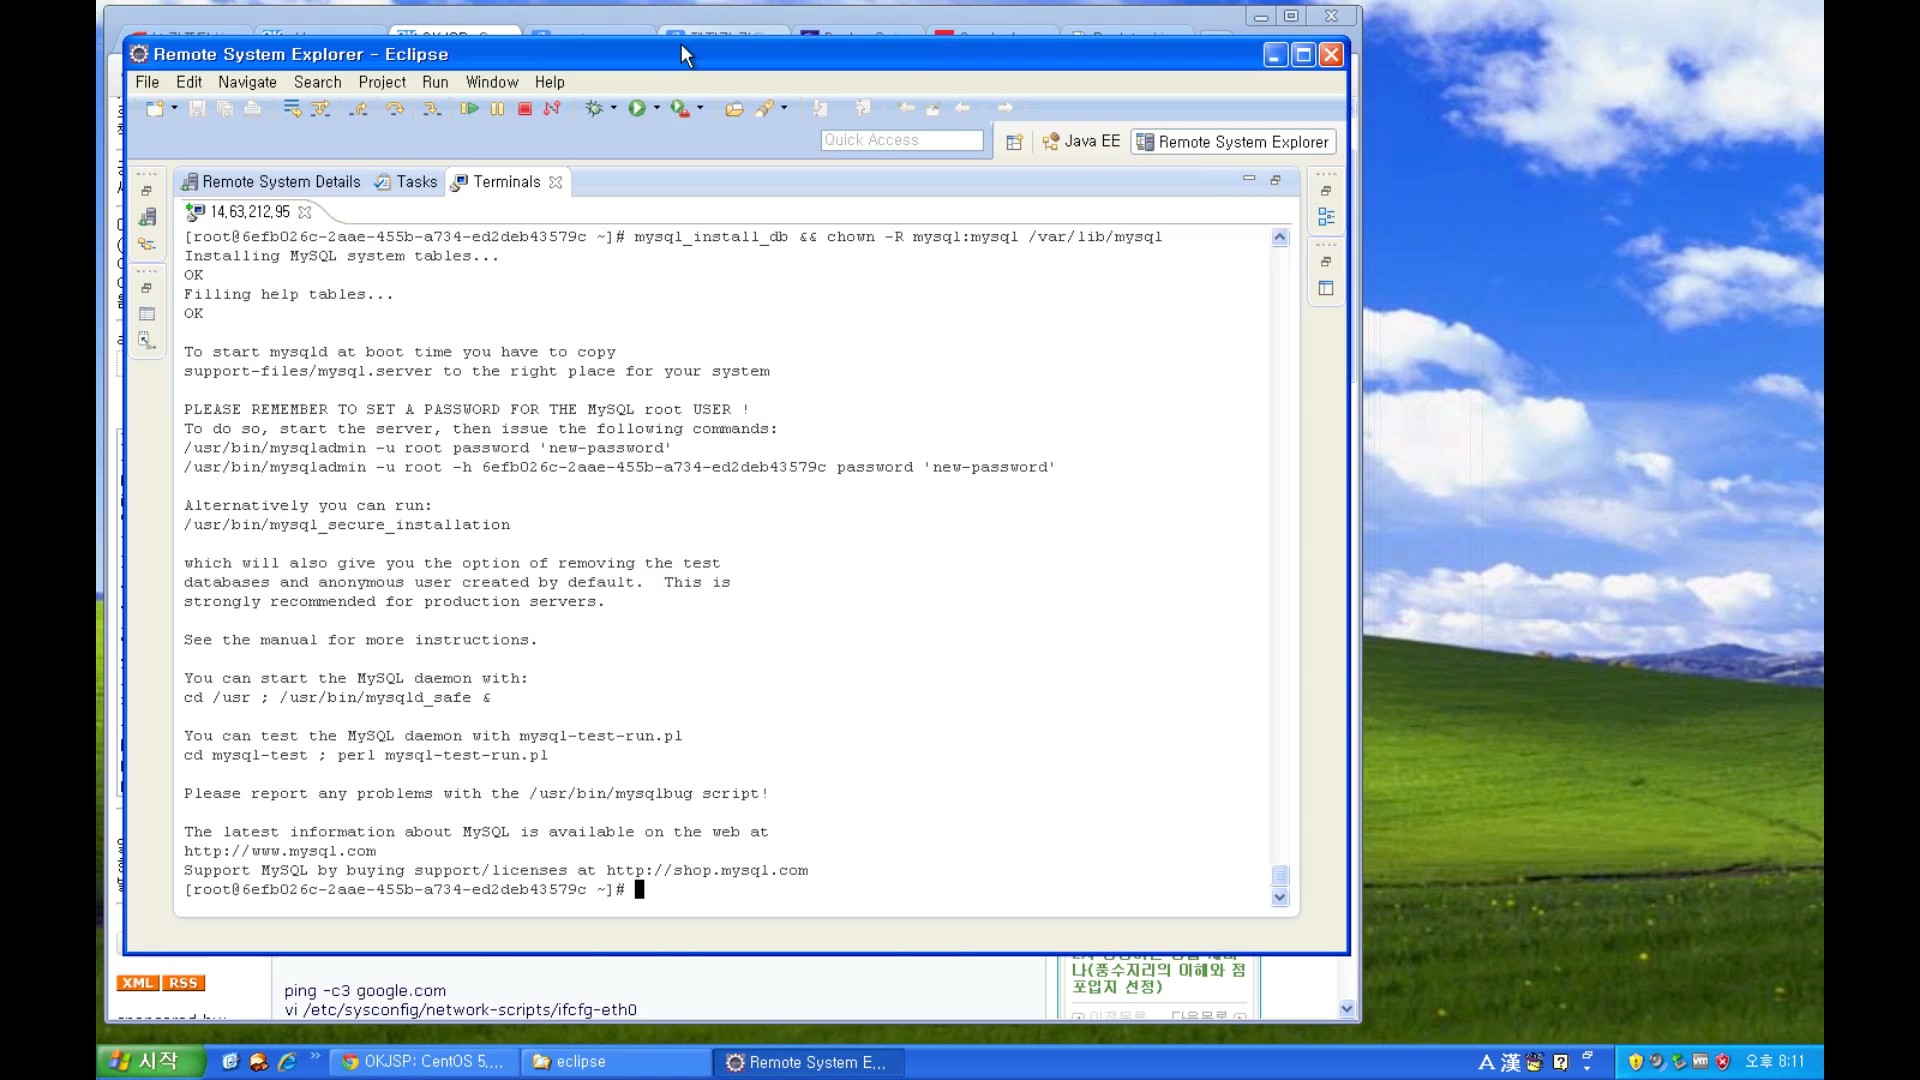 Remote System Explorer - Eclipse
File Edit Navigate Search Project Run Window Help
Quick Access
Java EE
Remote System Explorer
Remote System Details
Tasks
Terminals
14,63,212,95
[root@6efb026c-2aae-455b-a734-ed2deb43579c ~]# mysql_install_db && chown -R mysql:mysql /var/lib/mysql
Installing MySQL system tables...
OK
Filling help tables...
OK
To start mysqld at boot time you have to copy
support-files/mysql.server to the right place for your system
PLEASE REMEMBER TO SET A PASSWORD FOR THE MySQL root USER !
To do so, start the server, then issue the following commands:
/usr/bin/mysqladmin -u root password 'new-password'
/usr/bin/mysqladmin -u root -h 6efb026c-2aae-455b-a734-ed2deb43579c password 'new-password'
Alternatively you can run:
/usr/bin/mysql_secure_installation
which will also give you the option of removing the test
databases and anonymous user created by default.  This is
strongly recommended for production servers.
See the manual for more instructions.
You can start the MySQL daemon with:
cd /usr ; /usr/bin/mysqld_safe &
You can test the MySQL daemon with mysql-test-run.pl
cd mysql-test ; perl mysql-test-run.pl
Please report any problems with the /usr/bin/mysqlbug script!
The latest information about MySQL is available on the web at
http://www.mysql.com
Support MySQL by buying support/licenses at http://shop.mysql.com
[root@6efb026c-2aae-455b-a734-ed2deb43579c ~]#
XML RSS
ping -c3 google.com
vi /etc/sysconfig/network-scripts/ifcfg-eth0
나(풍수지리의 이해와 점
포입지 선정)
시작
OKJSP: CentOS 5,...
eclipse
Remote System E...
A 漢
오후 8:11